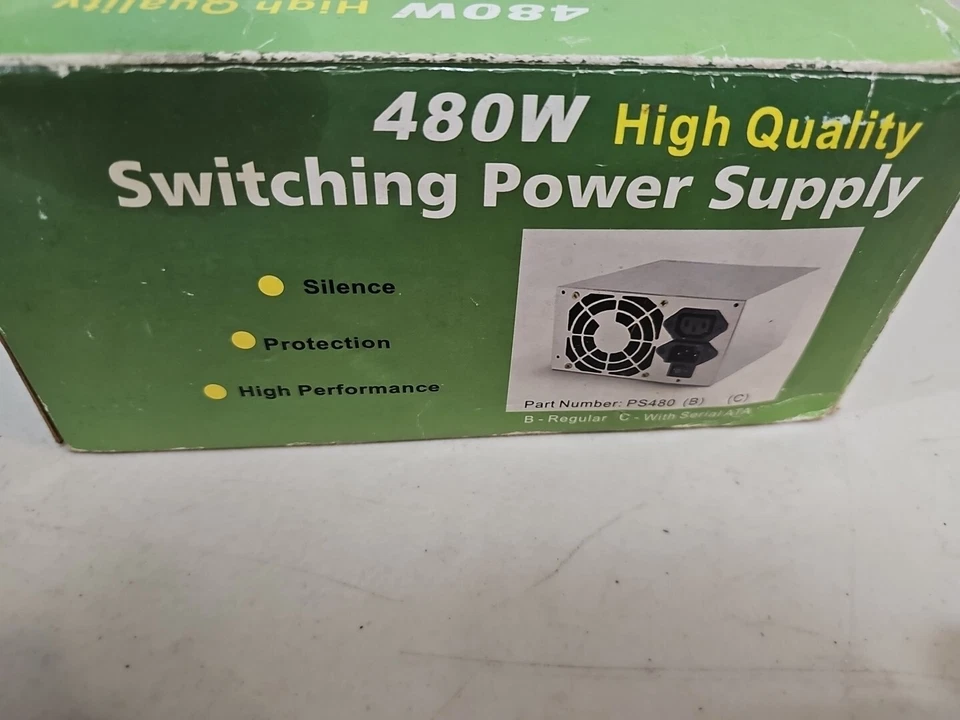 480W High Quality
480W High Quality
Switching Power Supply
Silence
Protection
High Performance
Part Number: PS480 (B) (C)
B - Regular C - With Serial ATA